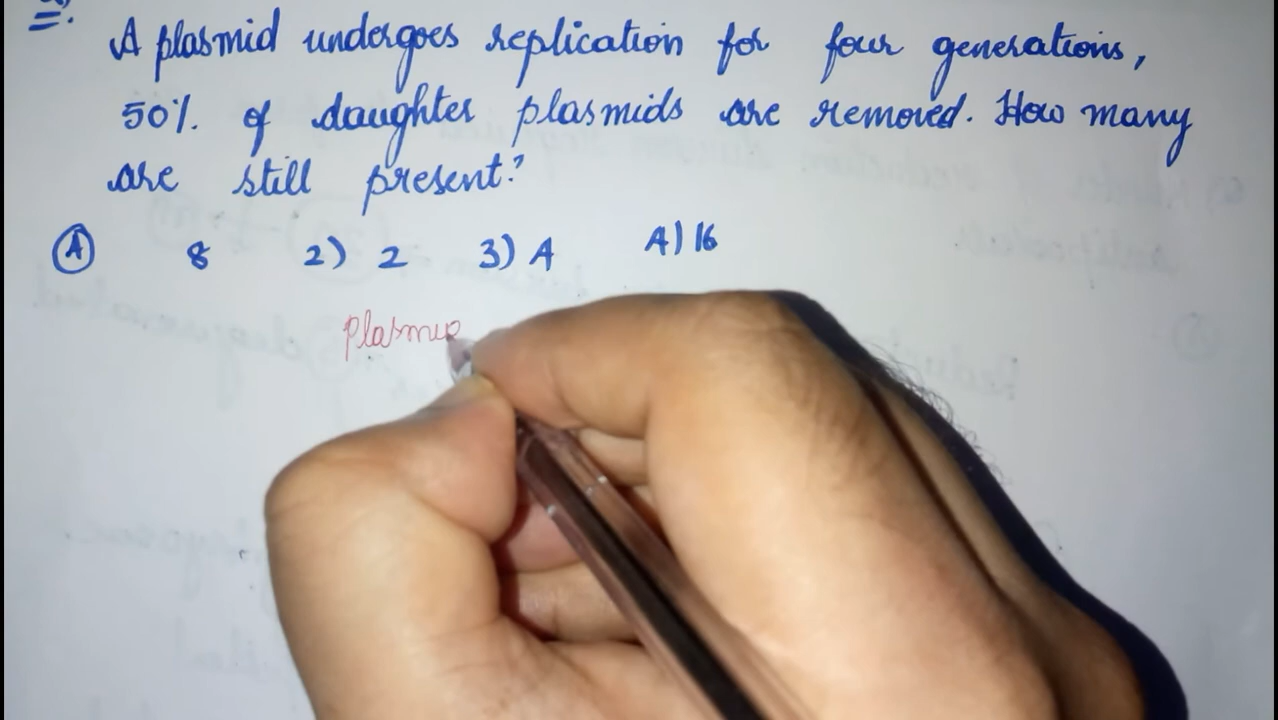 A plasmid undergoes replication for four generations,
50%. of daughter plasmids are removed. How many
are still present?
A 8 2) 2 3) 4 4) 16
plasmi